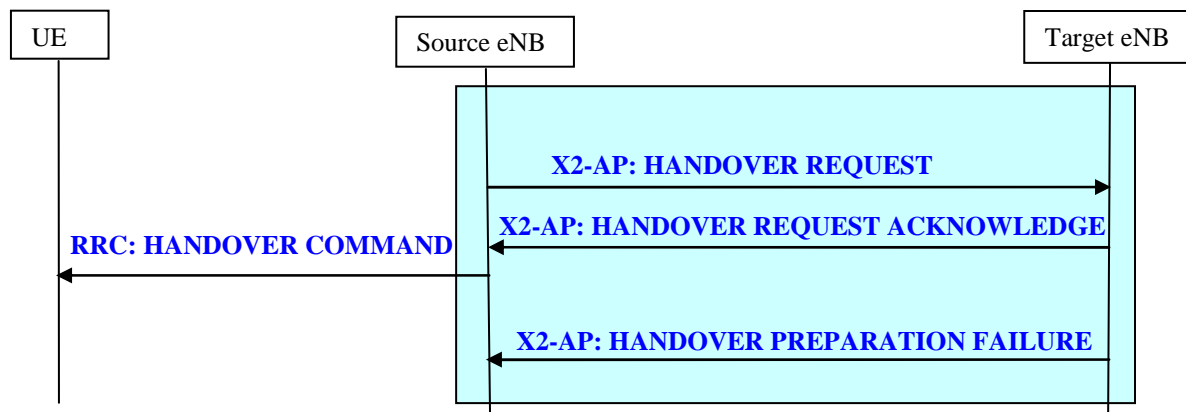 UE
Source eNB
Target eNB
X2-AP: HANDOVER REQUEST
X2-AP: HANDOVER REQUEST ACKNOWLEDGE
RRC: HANDOVER COMMAND
X2-AP: HANDOVER PREPARATION FAILURE